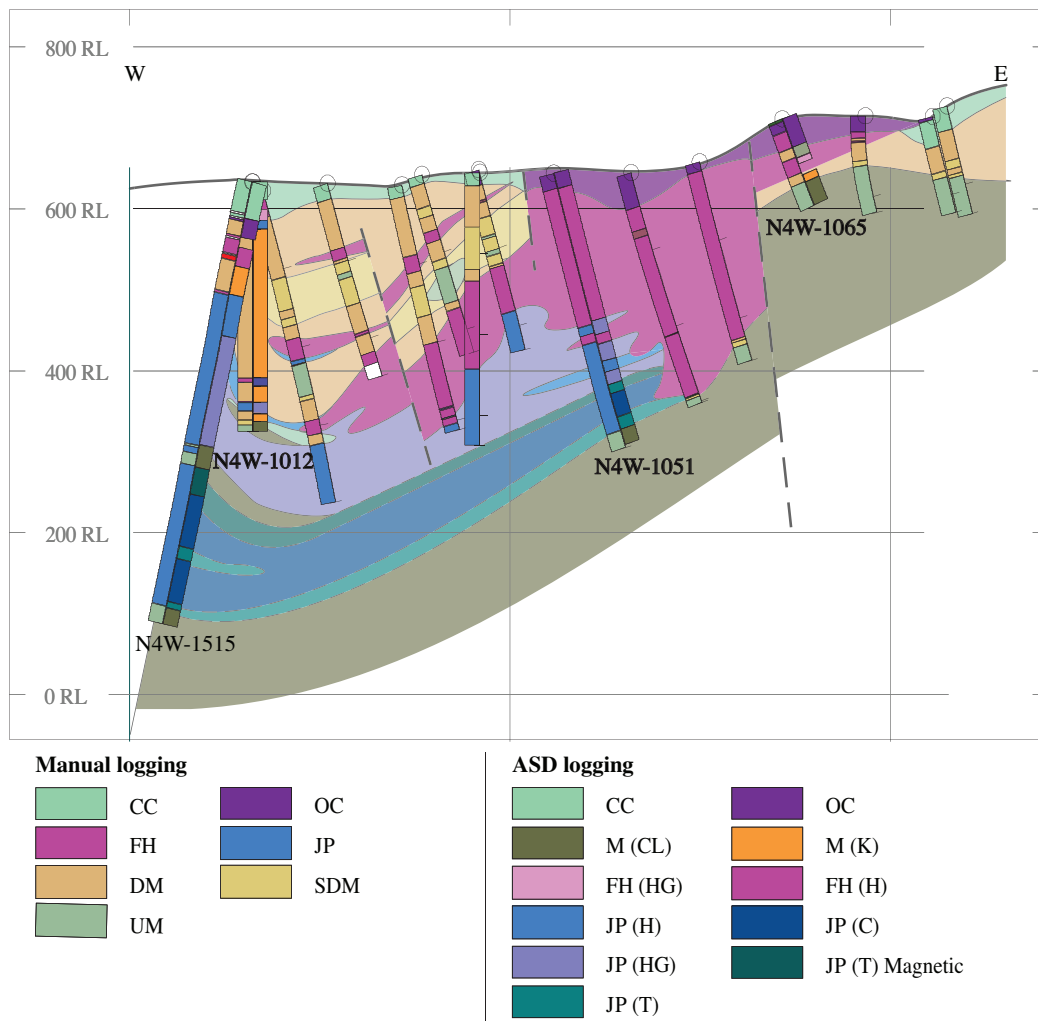 800 RL
W
E
600 RL
N4W-1065
400 RL
N4W-1012
N4W-1051
200 RL
N4W-1515
0 RL
Manual logging
CC
OC
FH
JP
DM
SDM
UM
ASD logging
CC
OC
M (CL)
M (K)
FH (HG)
FH (H)
JP (H)
JP (C)
JP (HG)
JP (T) Magnetic
JP (T)